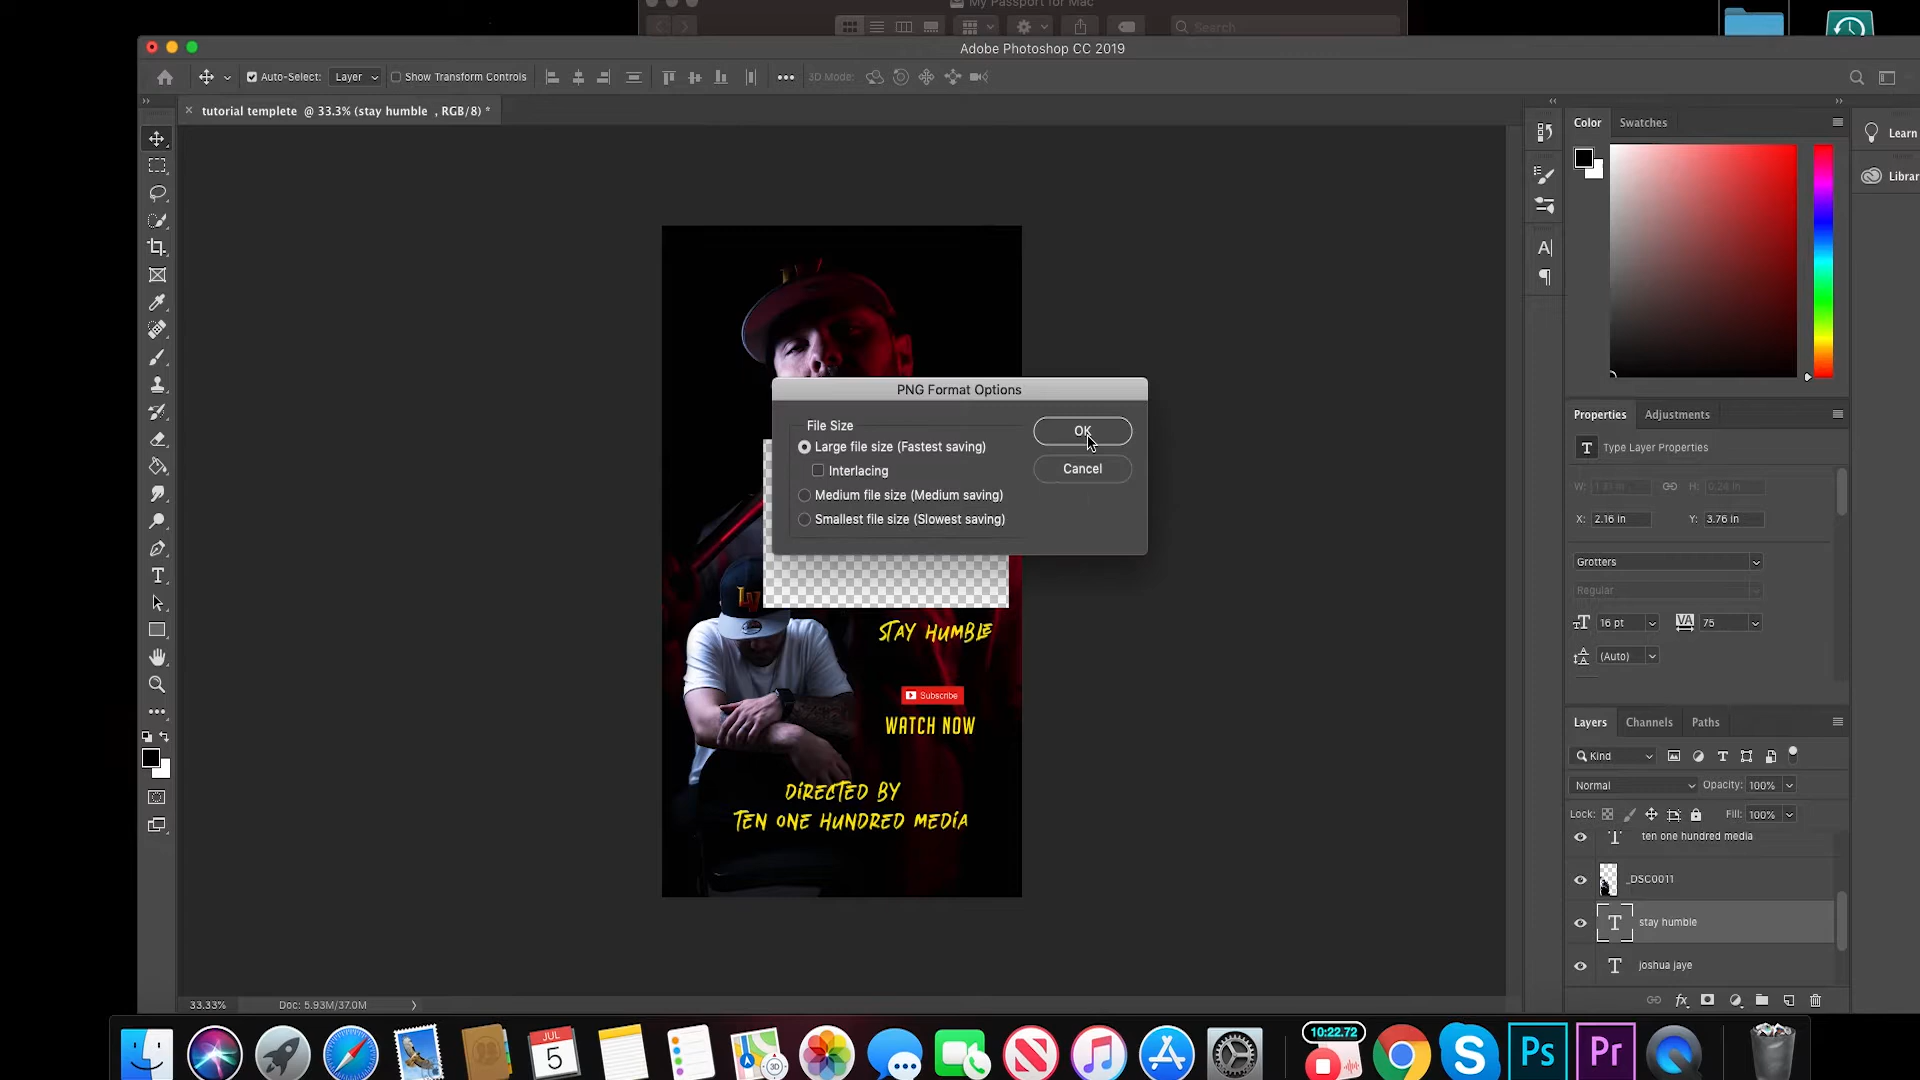 My Passport for Mac
Search
Adobe Photoshop CC 2019
Auto-Select:
Layer
Show Transform Controls
3D Mode:
tutorial templete @ 33.3% (stay humble , RGB/8) *
Color
Swatches
Learn
Librar
PNG Format Options
File Size
Large file size (Fastest saving)
Interlacing
Medium file size (Medium saving)
Smallest file size (Slowest saving)
OK
Cancel
STAY HUMBLE
Subscribe
WATCH NOW
DIRECTED BY
TEN ONE HUNDRED MEDIA
Properties
Adjustments
Type Layer Properties
W:
H:
X: 2.16 in
Y: 3.76 in
Grotters
Regular
16 pt
75
(Auto)
Layers
Channels
Paths
Kind
Normal
Opacity: 100%
Lock:
Fill: 100%
ten one hundred media
_DSC0011
stay humble
joshua jaye
33.33%
Doc: 5.93M/37.0M
JUL
5
3D
10:22.72
Ps
Pr